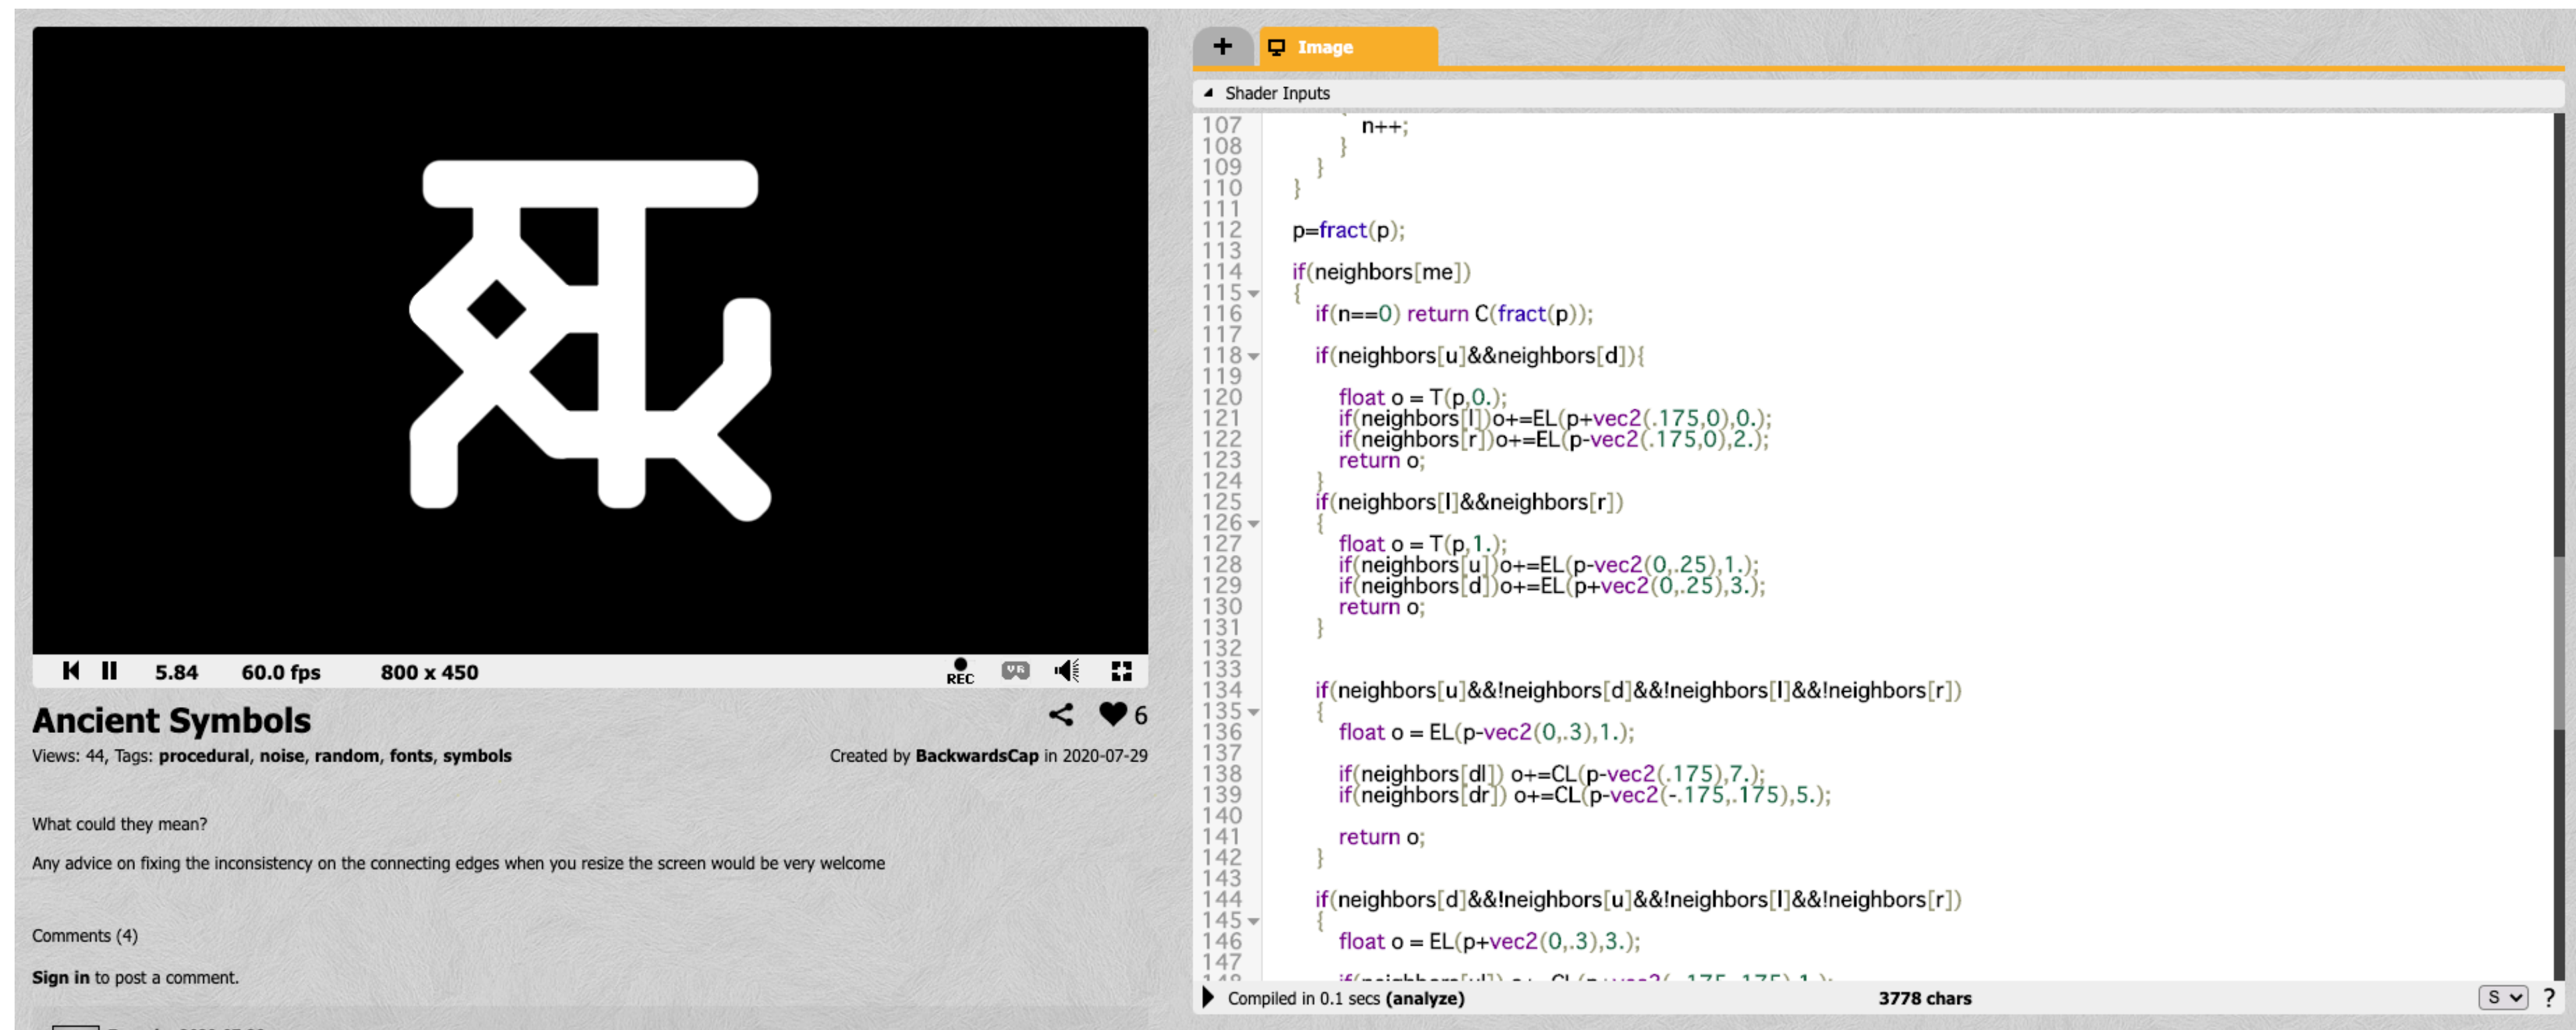 +
Image
Shader Inputs
107 n++;
108 }
109 }
110 }
111
112 p=fract(p);
113
114 if(neighbors[me])
115 {
116 if(n==0) return C(fract(p));
117
118 if(neighbors[u]&&neighbors[d]){
119
120 float o = T(p,0.);
121 if(neighbors[l])o+=EL(p+vec2(.175,0),0.);
122 if(neighbors[r])o+=EL(p-vec2(.175,0),2.);
123 return o;
124 }
125 if(neighbors[l]&&neighbors[r])
126 {
127 float o = T(p,1.);
128 if(neighbors[u])o+=EL(p-vec2(0,.25),1.);
129 if(neighbors[d])o+=EL(p+vec2(0,.25),3.);
130 return o;
131 }
132
133
134 if(neighbors[u]&&!neighbors[d]&&!neighbors[l]&&!neighbors[r])
135 {
136 float o = EL(p-vec2(0,.3),1.);
137
138 if(neighbors[dl]) o+=CL(p-vec2(.175),7.);
139 if(neighbors[dr]) o+=CL(p-vec2(-.175,.175),5.);
140
141 return o;
142 }
143
144 if(neighbors[d]&&!neighbors[u]&&!neighbors[l]&&!neighbors[r])
145 {
146 float o = EL(p+vec2(0,.3),3.);
147
Compiled in 0.1 secs (analyze) 3778 chars S ?
5.84 60.0 fps 800 x 450 REC VR
Ancient Symbols 6
Views: 44, Tags: procedural, noise, random, fonts, symbols Created by BackwardsCap in 2020-07-29
What could they mean?
Any advice on fixing the inconsistency on the connecting edges when you resize the screen would be very welcome
Comments (4)
Sign in to post a comment.